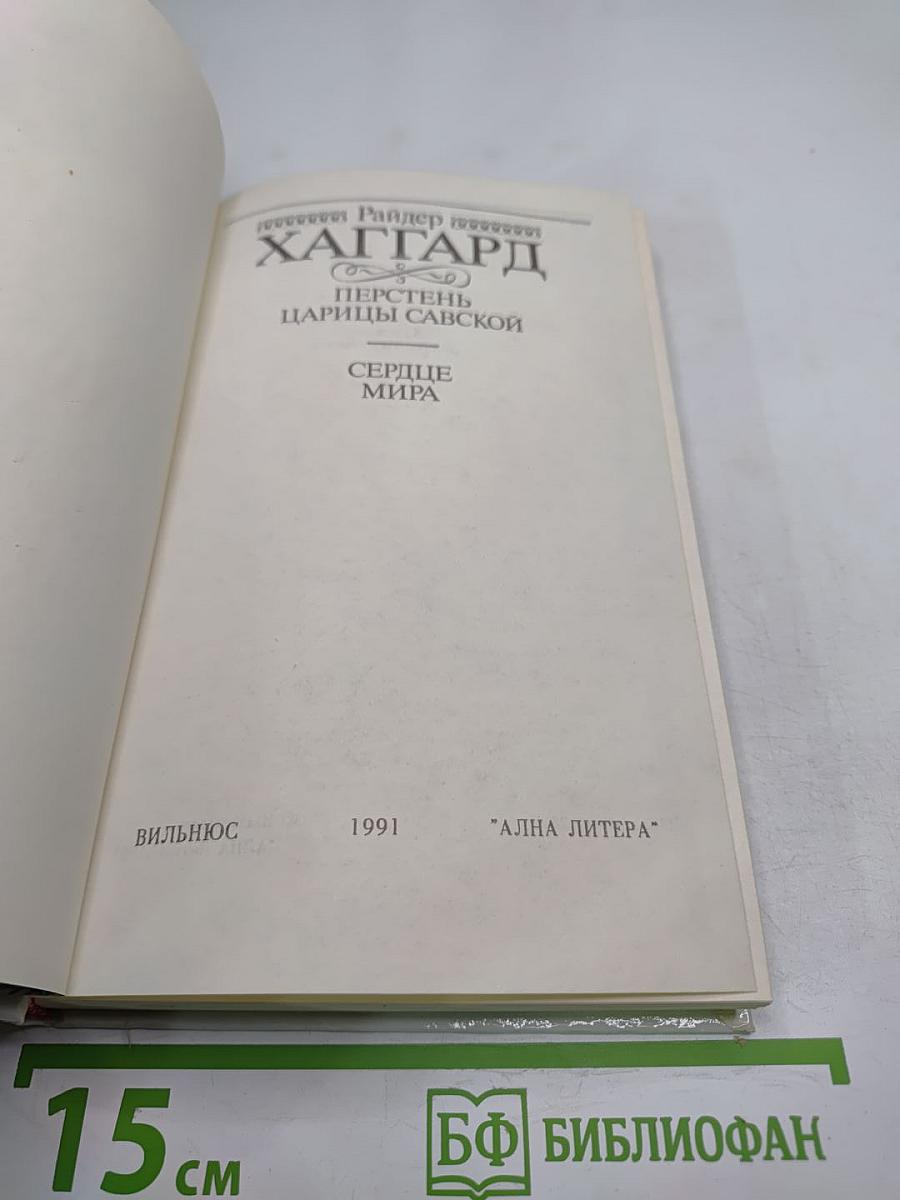 Райдер
ХАГГАРД
ПЕРСТЕНЬ
ЦАРИЦЫ САВСКОЙ
СЕРДЦЕ
МИРА
ВИЛЬНЮС 1991 "АЛНА ЛИТЕРА"
15 см БФ БИБЛИОФАН